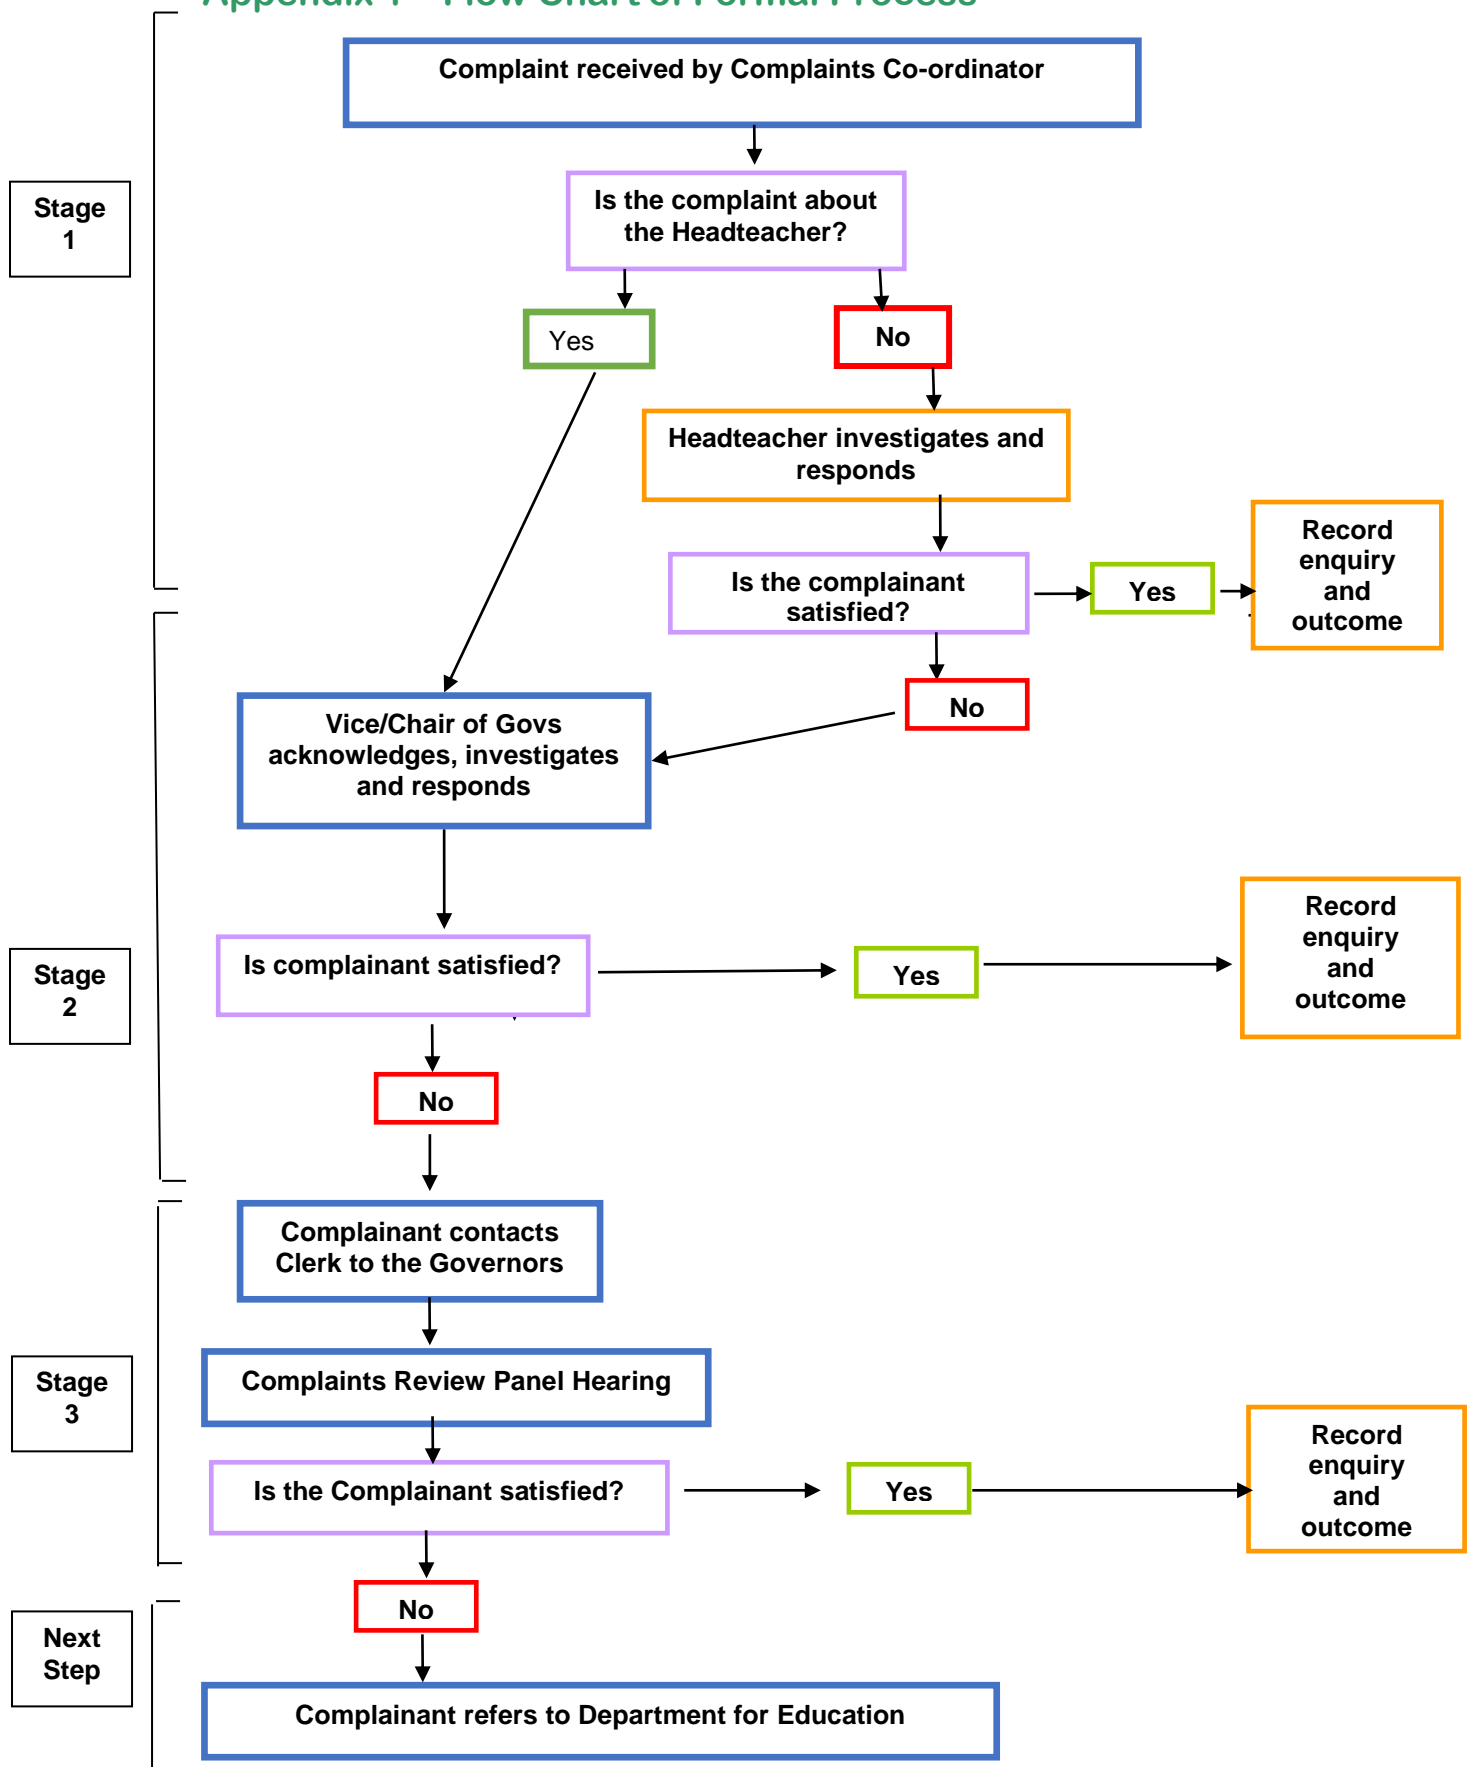 Complaint received by Complaints Co-ordinator
Stage
1
Is the complaint about
the Headteacher?
Yes
No
Headteacher investigates and
responds
Is the complainant
satisfied?
Yes
Record
enquiry
and
outcome
No
Vice/Chair of Govs
acknowledges, investigates
and responds
Stage
2
Is complainant satisfied?
Yes
Record
enquiry
and
outcome
No
Complainant contacts
Clerk to the Governors
Stage
3
Complaints Review Panel Hearing
Is the Complainant satisfied?
Yes
Record
enquiry
and
outcome
No
Next
Step
Complainant refers to Department for Education